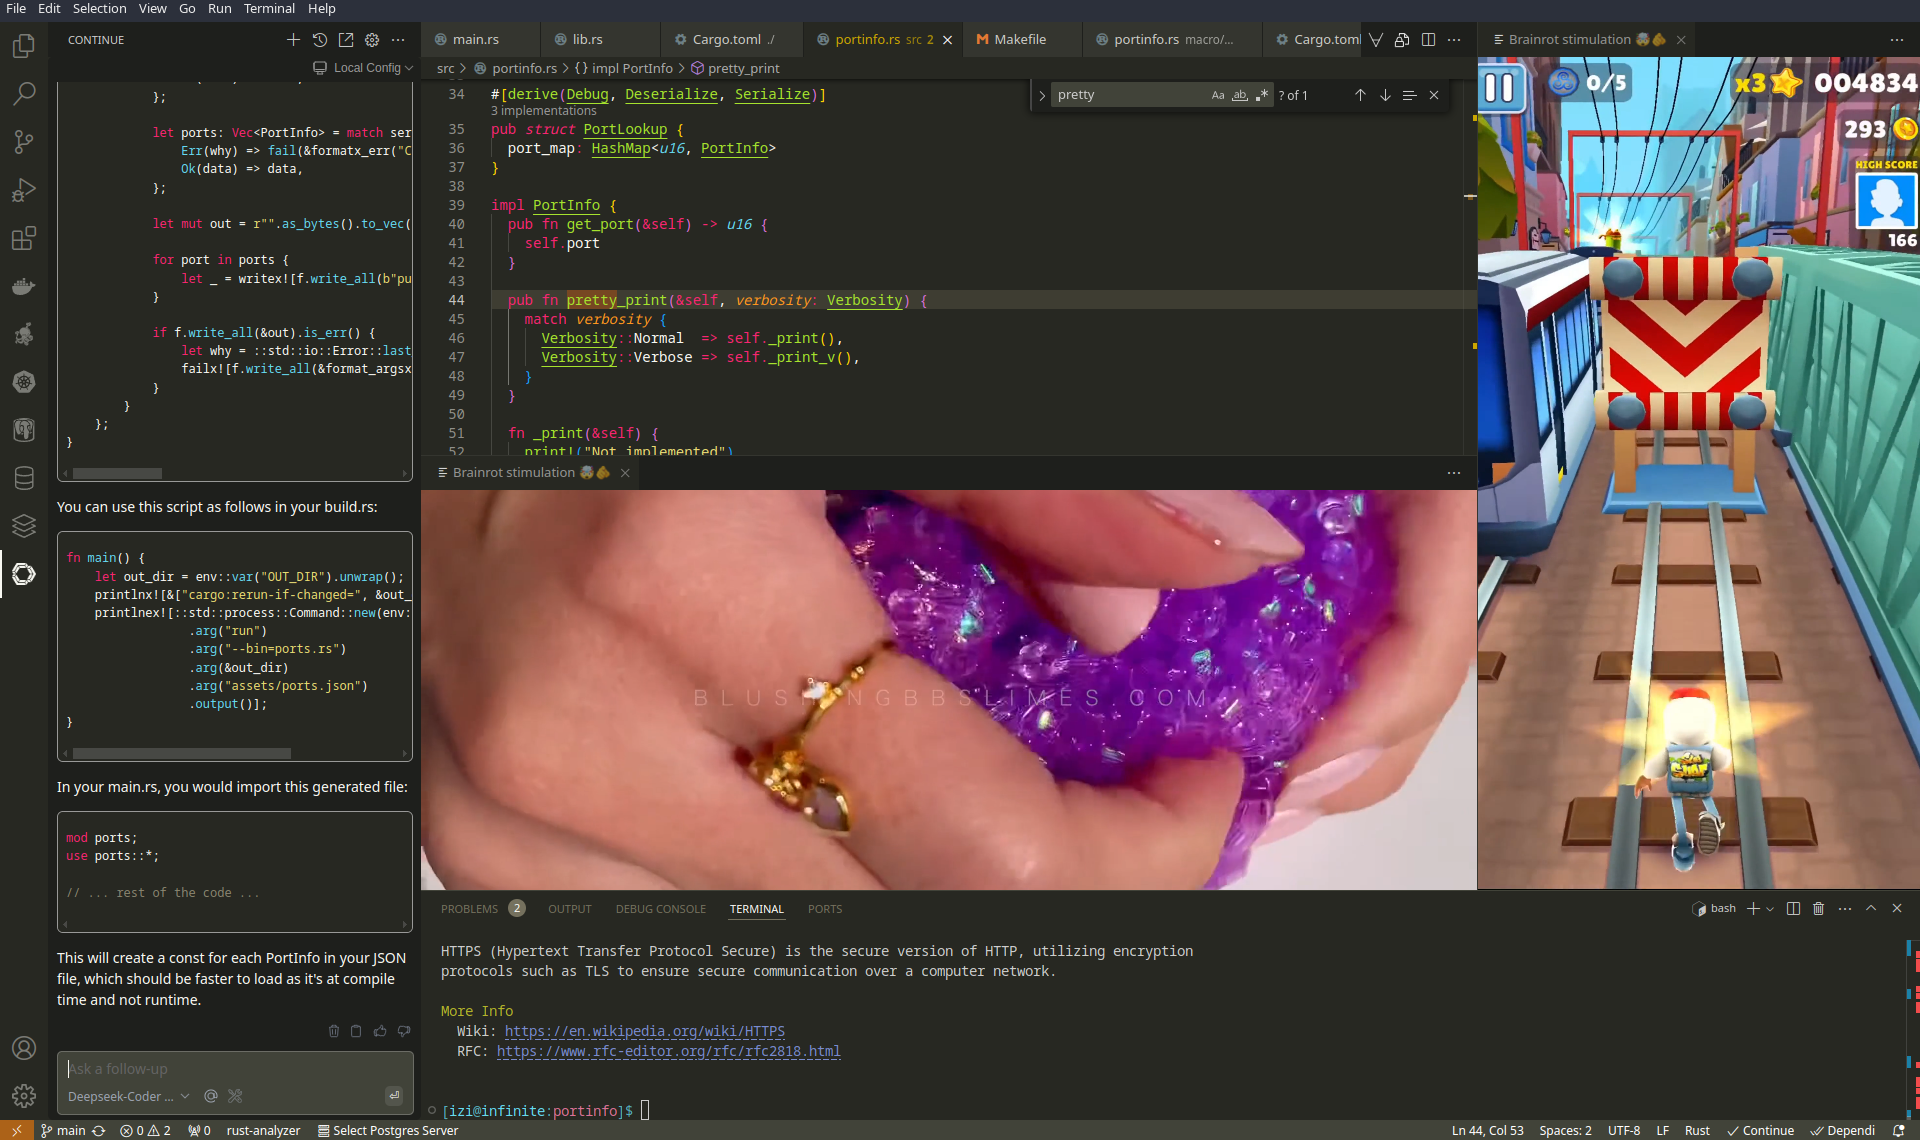 File Edit Selection View Go Run Terminal Help
CONTINUE
Local Config
};
let ports: Vec<PortInfo> = match ser
Err(why) => fail(&formatx_err("C
Ok(data) => data,
};
let mut out = r"".as_bytes().to_vec(
for port in ports {
let _ = writex![f.write_all(b"pu
}
if f.write_all(&out).is_err() {
let why = ::std::io::Error::last
failx![f.write_all(&format_argsx
}
}
};
}
You can use this script as follows in your build.rs:
fn main() {
let out_dir = env::var("OUT_DIR").unwrap();
printlnx![&["cargo:rerun-if-changed=", &out_
printlnex![::std::process::Command::new(env:
.arg("run")
.arg("--bin=ports.rs")
.arg(&out_dir)
.arg("assets/ports.json")
.output()];
}
In your main.rs, you would import this generated file:
mod ports;
use ports::*;
// ... rest of the code ...
This will create a const for each PortInfo in your JSON
file, which should be faster to load as it's at compile
time and not runtime.
Ask a follow-up
Deepseek-Coder ...
main.rs lib.rs Cargo.toml ./ portinfo.rs src 2 Makefile portinfo.rs macro/... Cargo.toml
src > portinfo.rs > {} impl PortInfo > pretty_print
pretty Aa ab ? of 1
34 #[derive(Debug, Deserialize, Serialize)]
3 implementations
35 pub struct PortLookup {
36 port_map: HashMap<u16, PortInfo>
37 }
38
39 impl PortInfo {
40 pub fn get_port(&self) -> u16 {
41 self.port
42 }
43
44 pub fn pretty_print(&self, verbosity: Verbosity) {
45 match verbosity {
46 Verbosity::Normal => self._print(),
47 Verbosity::Verbose => self._print_v(),
48 }
49 }
50
51 fn _print(&self) {
52 print!("Not implemented")
Brainrot stimulation
BLUSHINGBBSLIMES.COM
Brainrot stimulation
0/5
x3 004834
293
HIGH SCORE
166
PROBLEMS 2 OUTPUT DEBUG CONSOLE TERMINAL PORTS
bash
HTTPS (Hypertext Transfer Protocol Secure) is the secure version of HTTP, utilizing encryption
protocols such as TLS to ensure secure communication over a computer network.
More Info
Wiki: https://en.wikipedia.org/wiki/HTTPS
RFC: https://www.rfc-editor.org/rfc/rfc2818.html
[izi@infinite:portinfo]$
main 0 2 0 rust-analyzer Select Postgres Server
Ln 44, Col 53 Spaces: 2 UTF-8 LF Rust Continue Dependi